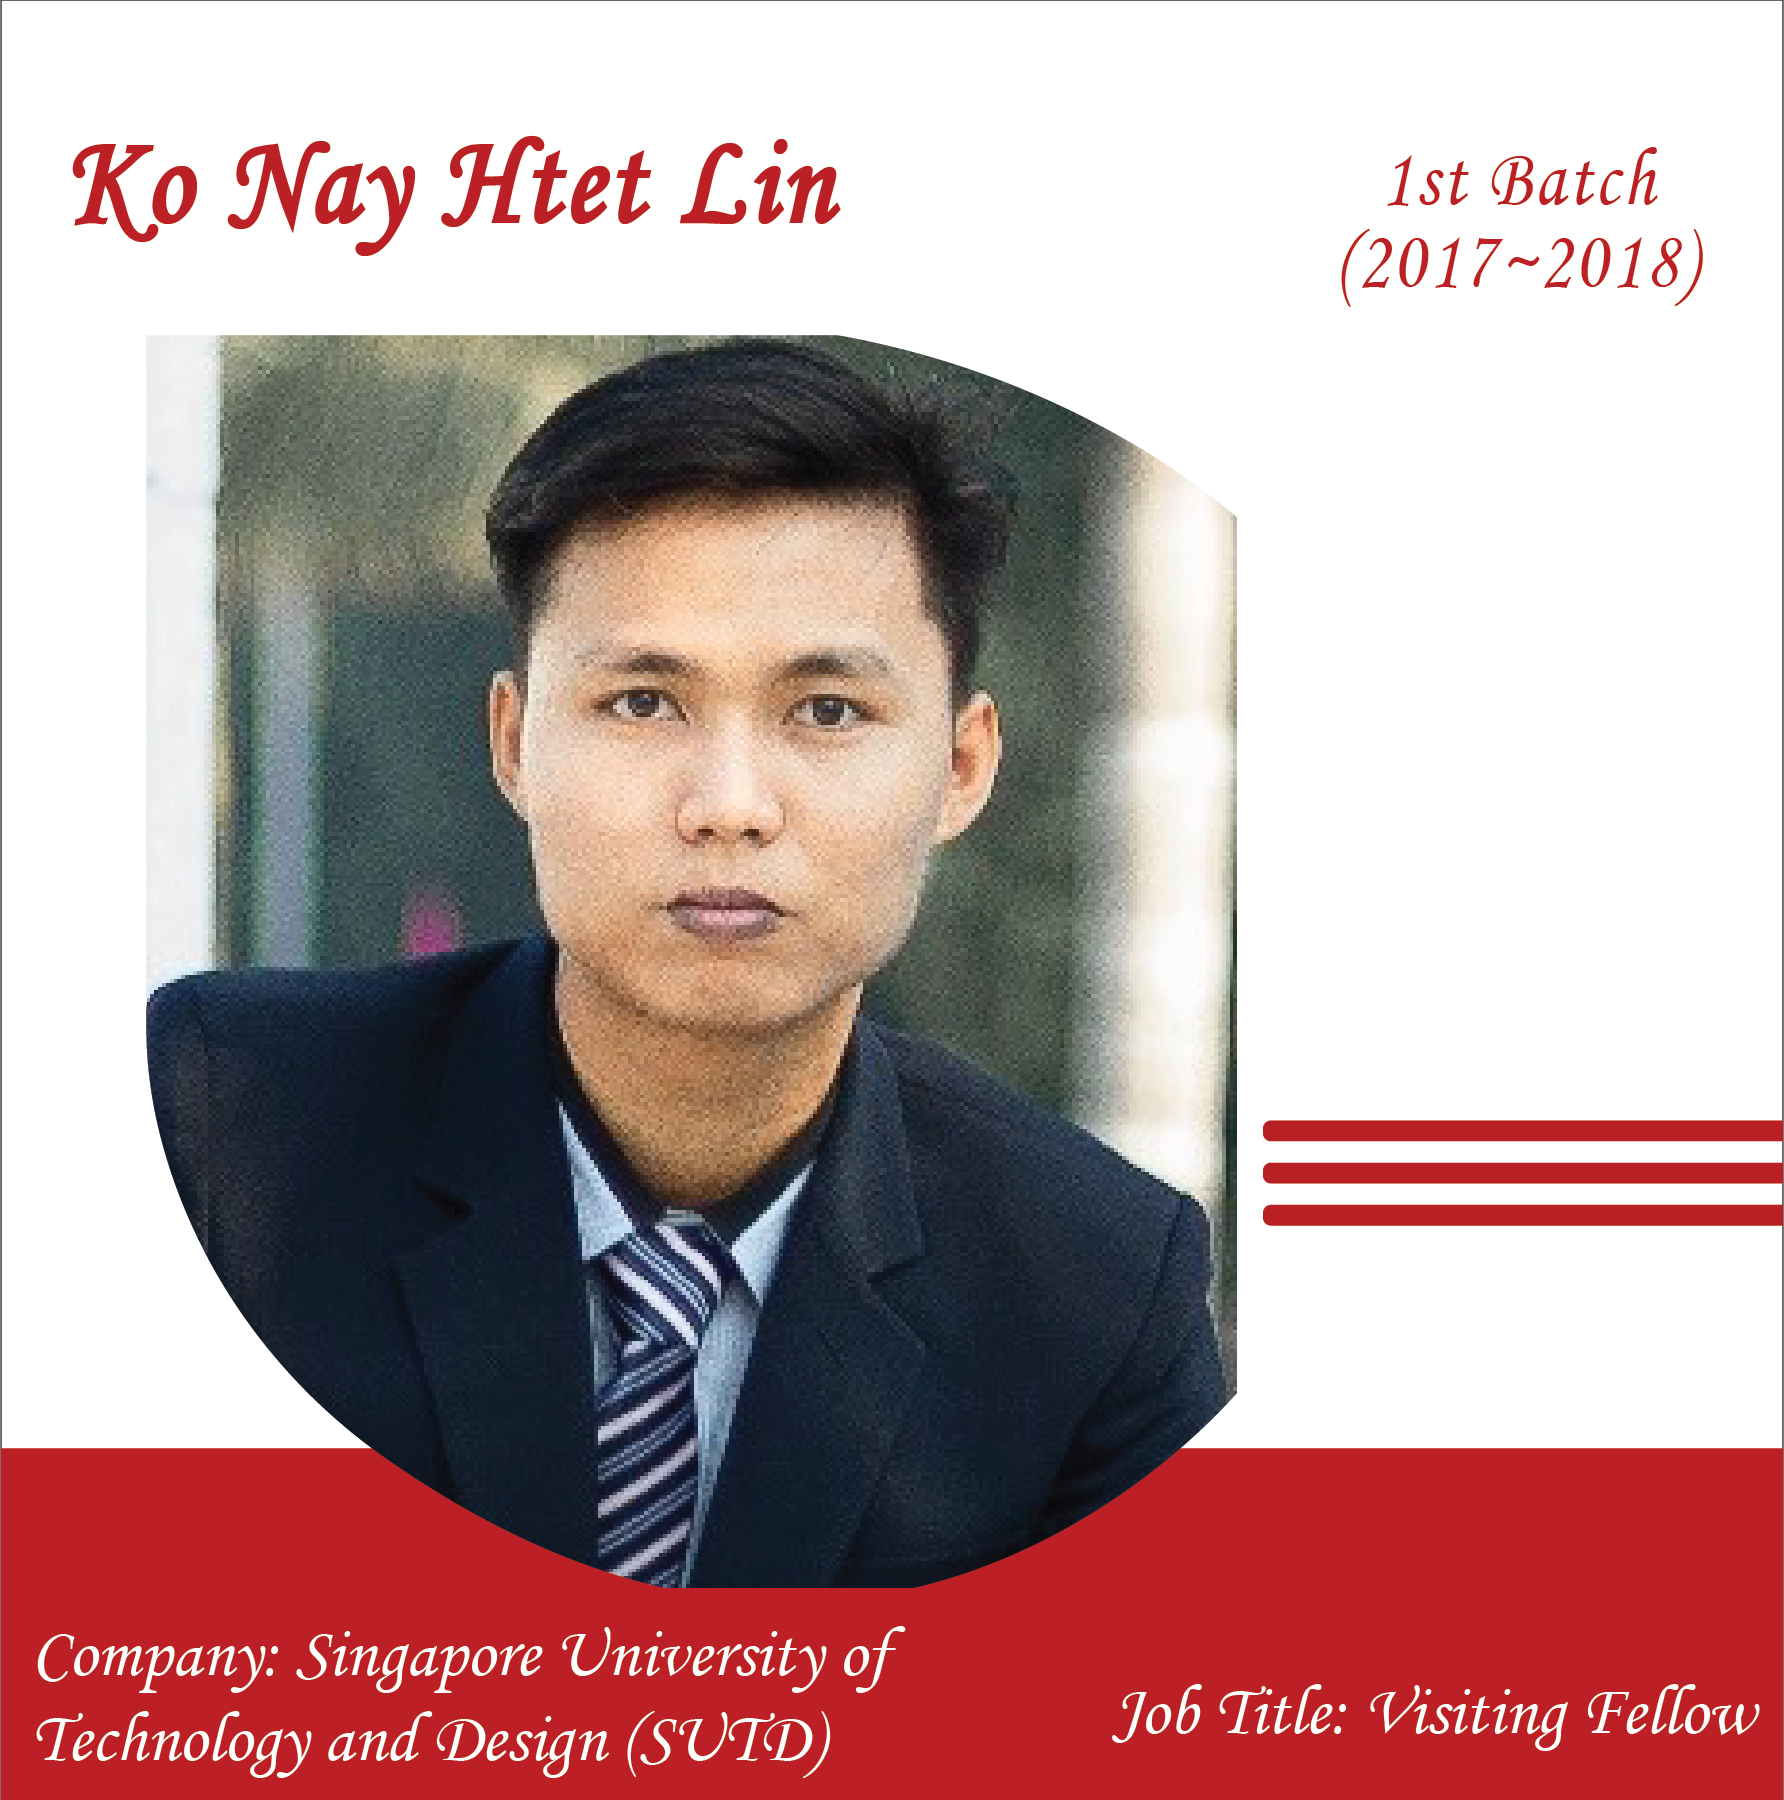 Ko Nay Htet Lin
1st Batch
(2017~2018)
Company: Singapore University of
Technology and Design (SUTD)
Job Title: Visiting Fellow